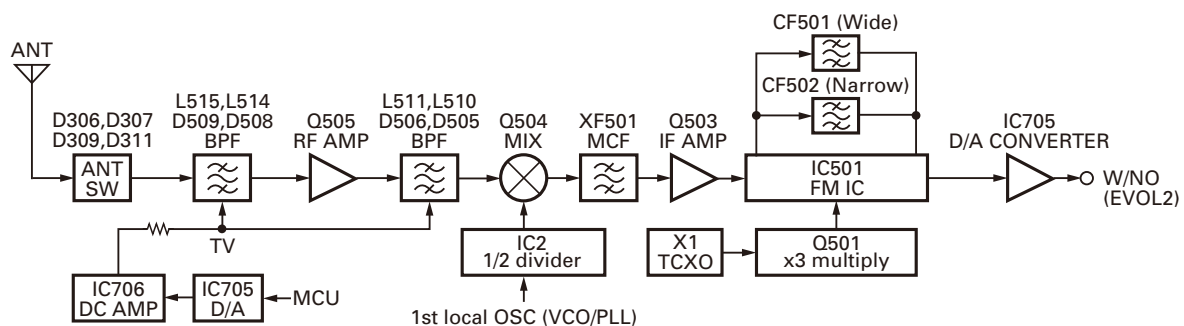 CF501 (Wide)
ANT
CF502 (Narrow)
D306,D307
D309,D311
L515,L514
D509,D508
BPF
Q505
RF AMP
L511,L510
D506,D505
BPF
Q504
MIX
XF501
MCF
Q503
IF AMP
IC705
D/A CONVERTER
ANT
SW
IC501
FM IC
W/NO
(EVOL2)
TV
IC2
1/2 divider
X1
TCXO
Q501
x3 multiply
IC706
DC AMP
IC705
D/A
MCU
1st local OSC (VCO/PLL)